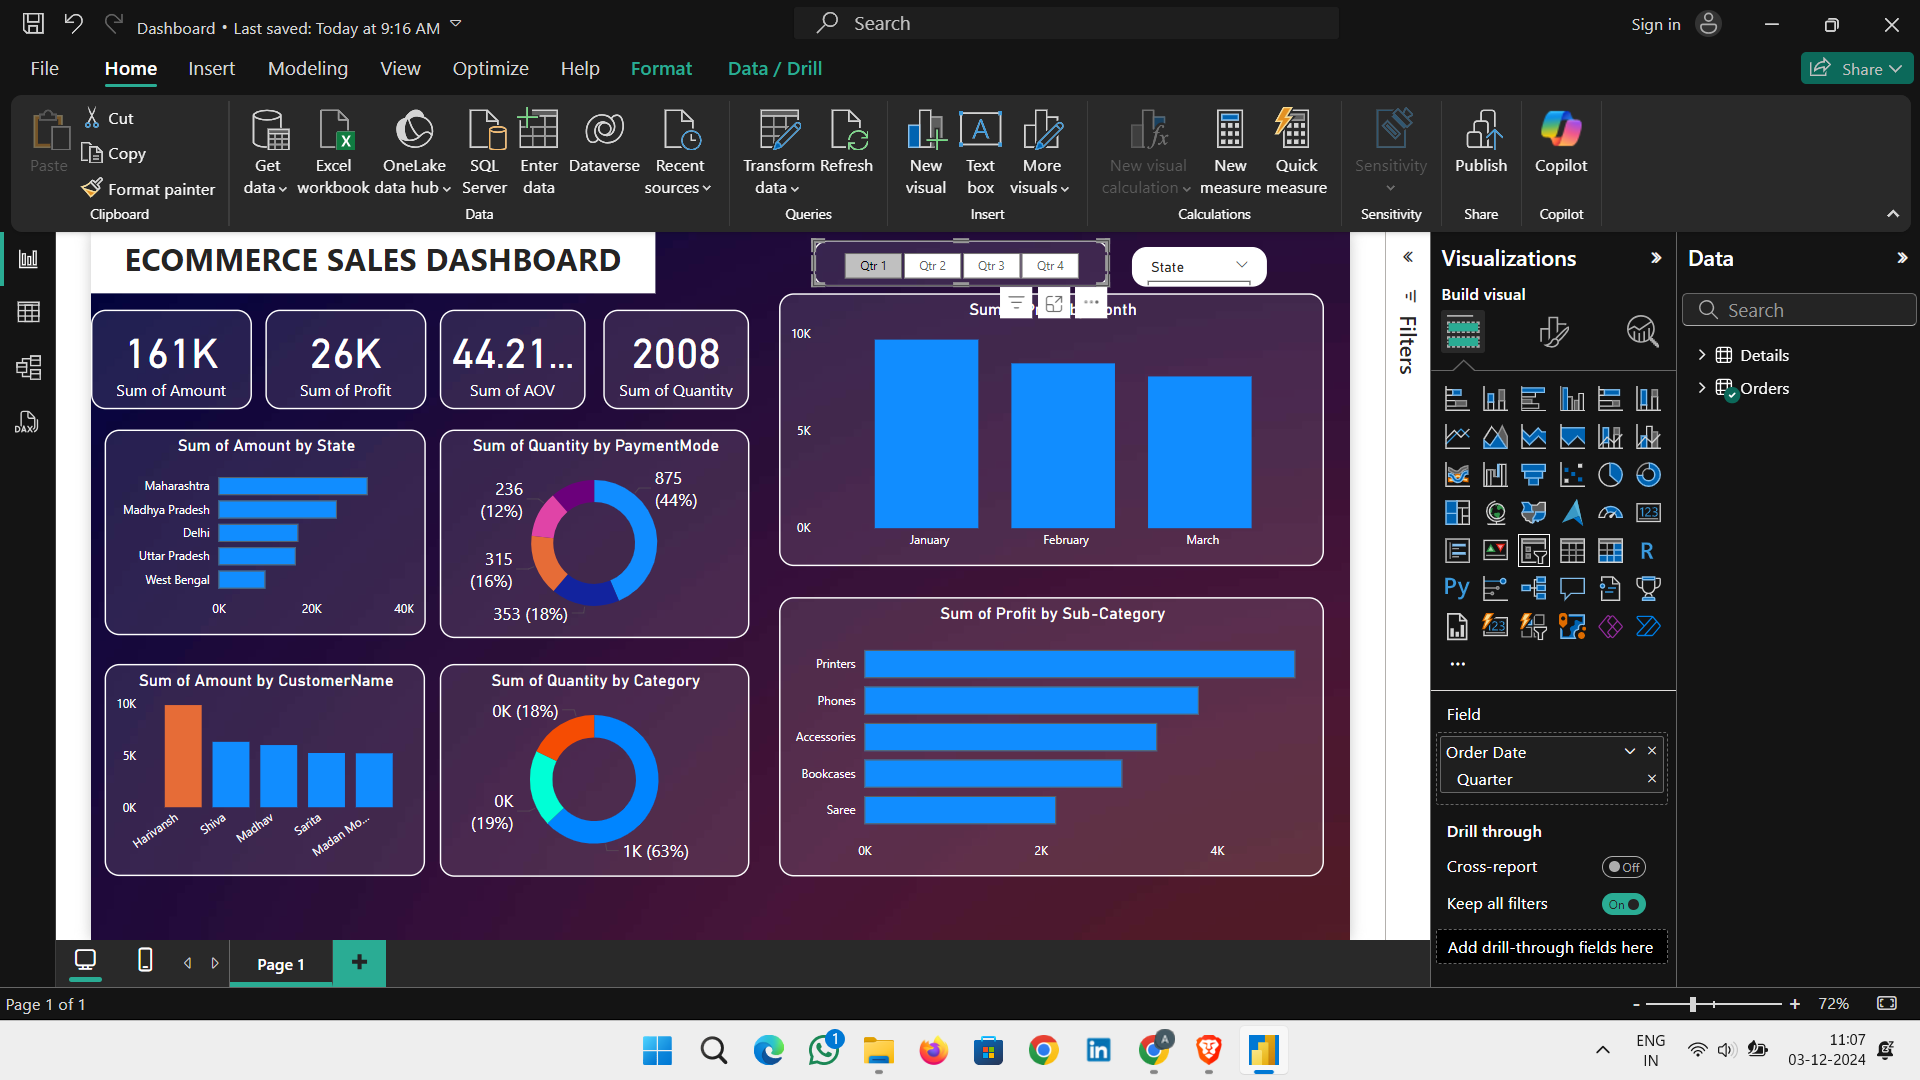 Dashboard • Last saved: Today at 9:16 AM
Search
Sign in
File
Home
Insert
Modeling
View
Optimize
Help
Format
Data / Drill
Share
Paste
Cut
Copy
Format painter
Clipboard
Get data
Excel workbook
OneLake data hub
SQL Server
Enter data
Dataverse
Recent sources
Data
Transform data
Refresh
Queries
New visual
Text box
More visuals
Insert
New visual calculation
New measure
Quick measure
Calculations
Sensitivity
Sensitivity
Publish
Share
Copilot
Copilot
DAX
ECOMMERCE SALES DASHBOARD
Qtr 1
Qtr 2
Qtr 3
Qtr 4
State
161K
Sum of Amount
26K
Sum of Profit
44.21...
Sum of AOV
2008
Sum of Quantity
Sum of Amount by State
Maharashtra
Madhya Pradesh
Delhi
Uttar Pradesh
West Bengal
0K
20K
40K
Sum of Quantity by PaymentMode
875
(44%)
236
(12%)
315
(16%)
353 (18%)
10K
5K
0K
January
February
March
Sum of Amount by CustomerName
10K
5K
0K
Harivansh
Shiva
Madhav
Sarita
Madan Mo...
Sum of Quantity by Category
0K (18%)
0K
(19%)
1K (63%)
Sum of Profit by Sub-Category
Printers
Phones
Accessories
Bookcases
Saree
0K
2K
4K
Filters
Visualizations
Build visual
123
R
Py
123
Field
Order Date
Quarter
Drill through
Cross-report
Off
Keep all filters
On
Add drill-through fields here
Data
Search
Details
Orders
Page 1
Page 1 of 1
- + 72%
1
A
ENG
IN
11:07
03-12-2024